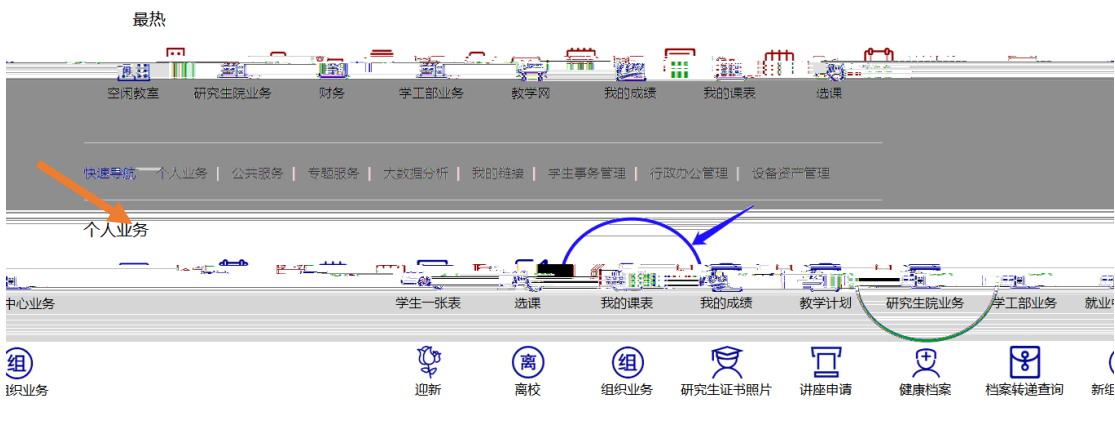 最热
空闲教室 研究生院业务 财务 学工部业务 教学网 我的成绩 我的课表 选课
快速导航 个人业务 | 公共服务 | 专题服务 | 大数据分析 | 我的链接 | 学生事务管理 | 行政办公管理 | 设备资产管理
个人业务
中心业务 学生一张表 选课 我的课表 我的成绩 教学计划 研究生院业务 学工部业务 就业
组 离 组
组织业务 迎新 离校 组织业务 研究生证书照片 讲座申请 健康档案 档案转递查询 新组